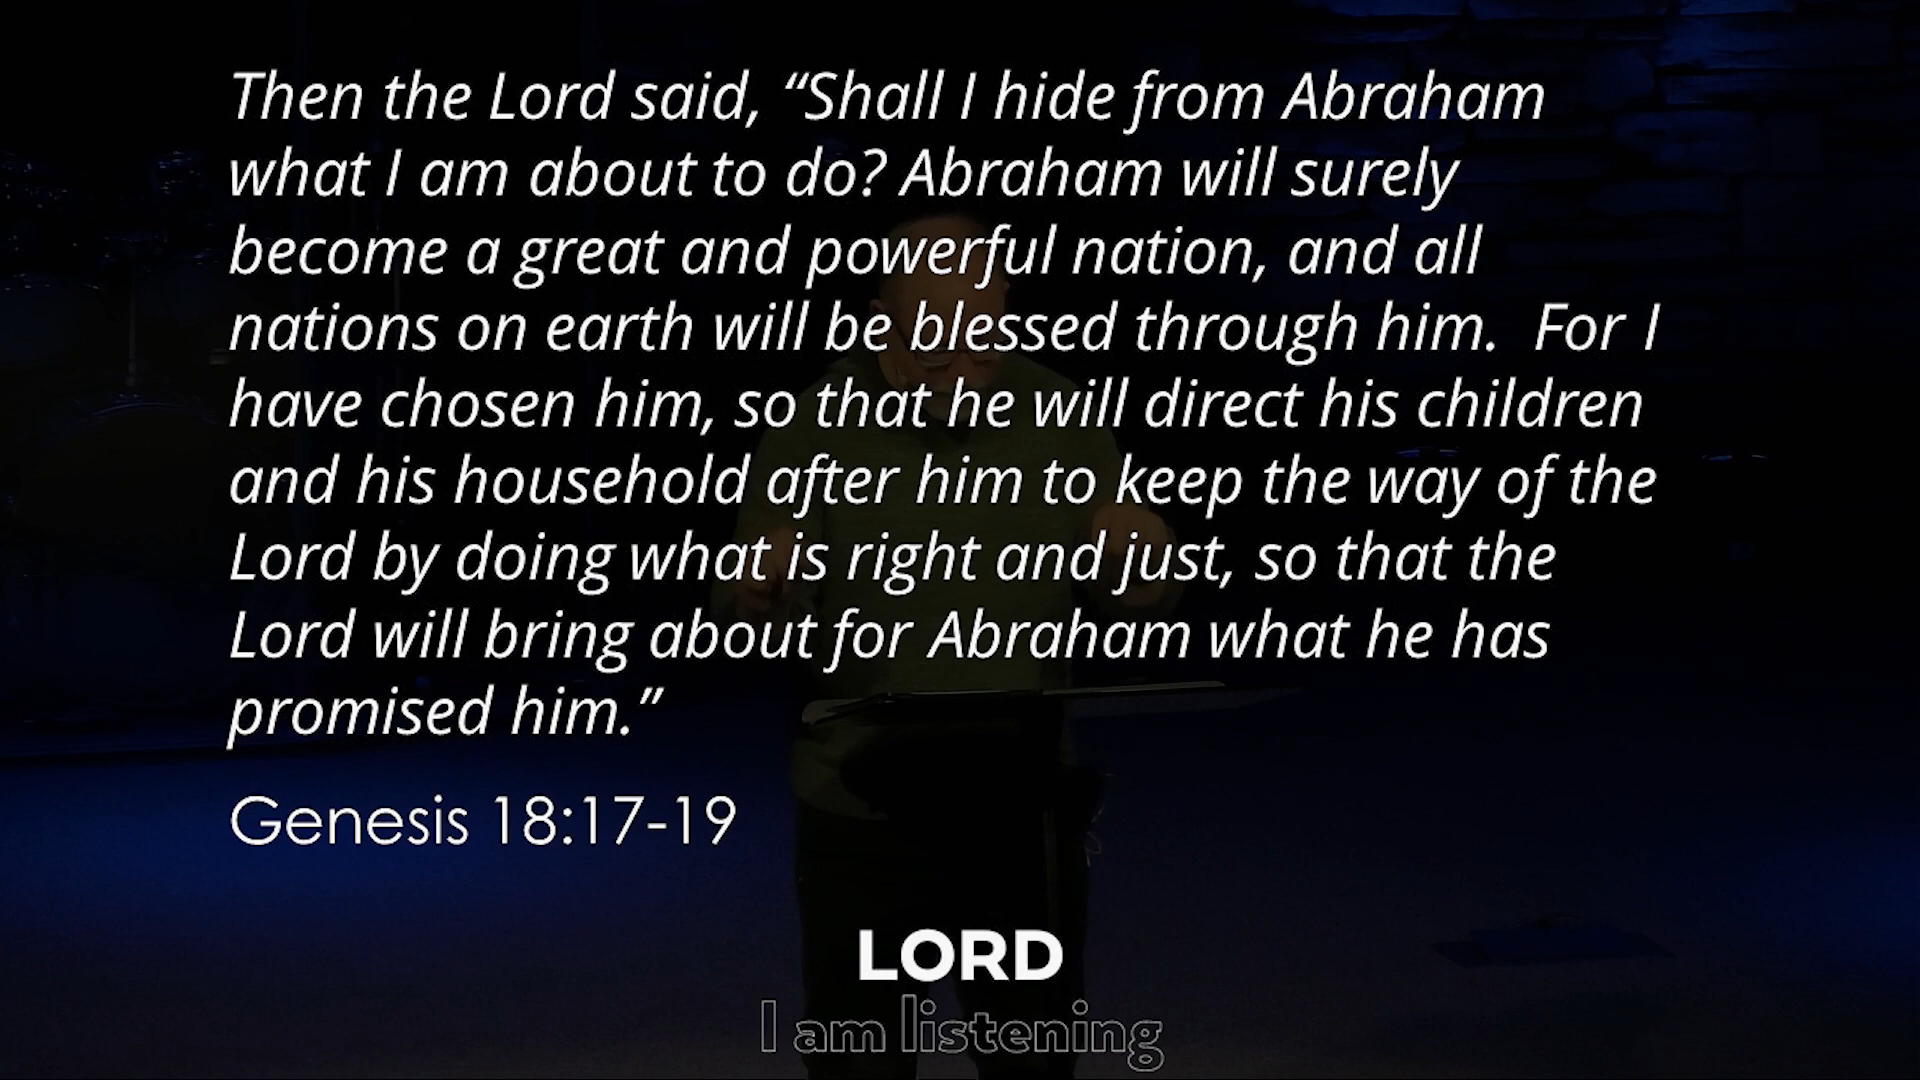 Then the Lord said, “Shall I hide from Abraham
what I am about to do? Abraham will surely
become a great and powerful nation, and all
nations on earth will be blessed through him.  For I
have chosen him, so that he will direct his children
and his household after him to keep the way of the
Lord by doing what is right and just, so that the
Lord will bring about for Abraham what he has
promised him.”
Genesis 18:17-19
LORD
I am listening